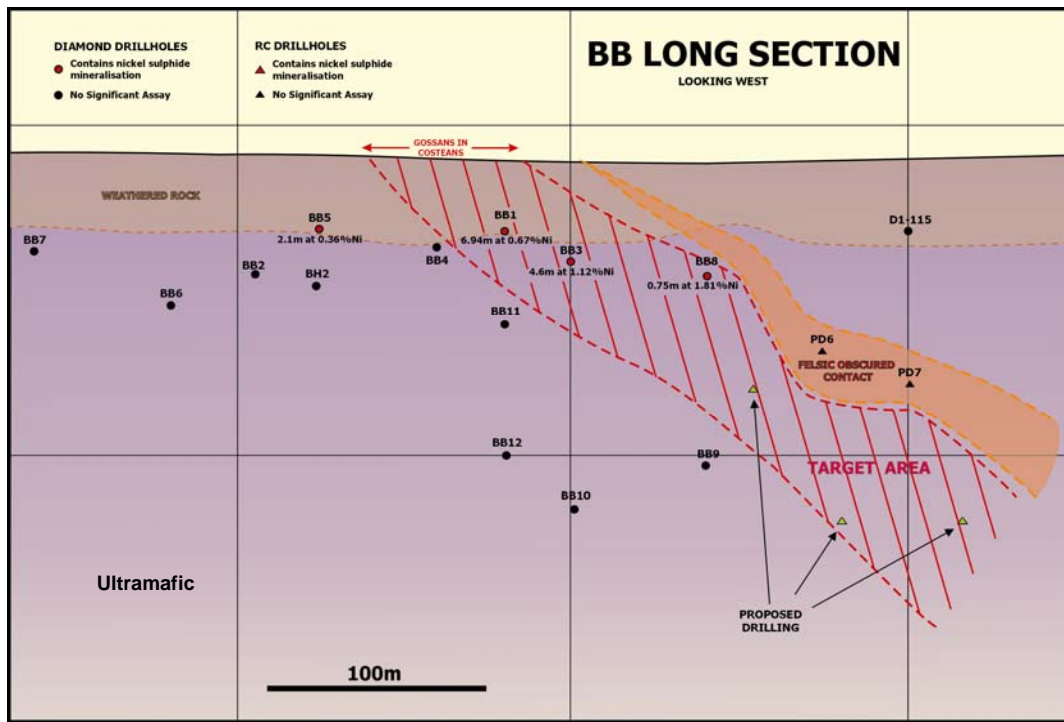 BB LONG SECTION
LOOKING WEST
DIAMOND DRILLHOLES
Contains nickel sulphide
mineralisation
No Significant Assay
RC DRILLHOLES
Contains nickel sulphide
mineralisation
No Significant Assay
GOSSANS IN
COSTEANS
WEATHERED ROCK
BB5
2.1m at 0.36%Ni
BB1
6.94m at 0.67%Ni
D1-115
BB7
BB4
BB3
4.6m at 1.12%Ni
BB2
BH2
BB8
0.75m at 1.81%Ni
BB6
BB11
PD6
FELSIC OBSCURED
CONTACT
PD7
BB12
BB9
TARGET AREA
BB10
Ultramafic
PROPOSED
DRILLING
100m